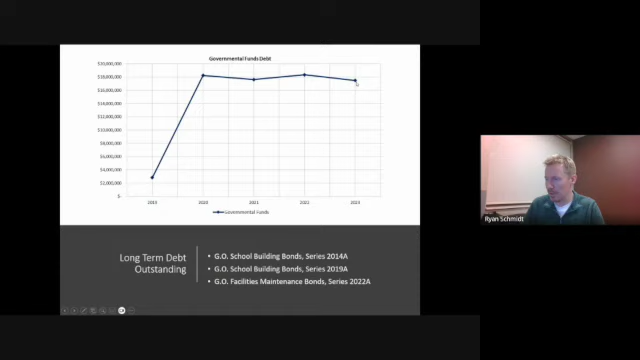 Governmental Funds Debt
$20,000,000
$18,000,000
$16,000,000
$14,000,000
$12,000,000
$10,000,000
$8,000,000
$6,000,000
$4,000,000
$2,000,000
$-
2019
2020
2021
2022
2023
Governmental Funds
Long Term Debt
Outstanding
• G.O. School Building Bonds, Series 2014A
• G.O. School Building Bonds, Series 2019A
• G.O. Facilities Maintenance Bonds, Series 2022A
Ryan Schmidt